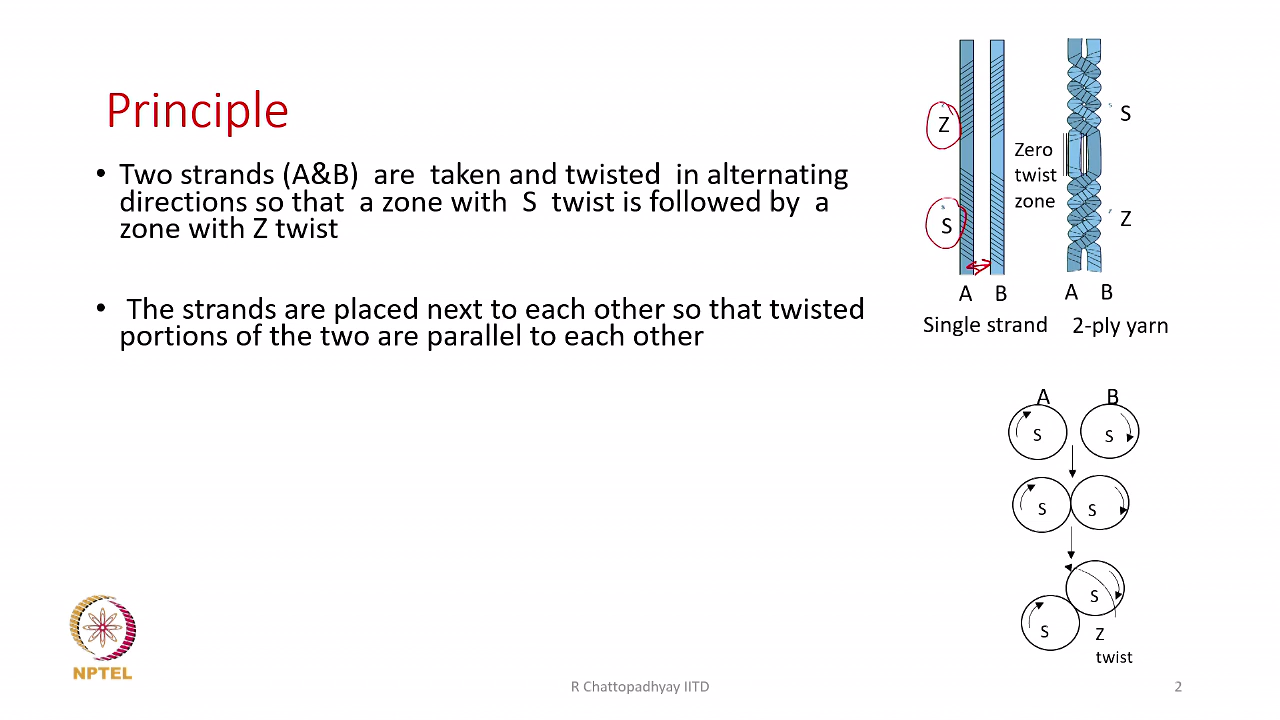 Principle
• Two strands (A&B) are taken and twisted in alternating
directions so that a zone with S twist is followed by a
zone with Z twist
• The strands are placed next to each other so that twisted
portions of the two are parallel to each other
Z
S
Zero
twist
zone
S
Z
A B
A B
Single strand
2-ply yarn
A B
S S
S S
S
S
Z
twist
NPTEL
R Chattopadhyay IITD
2